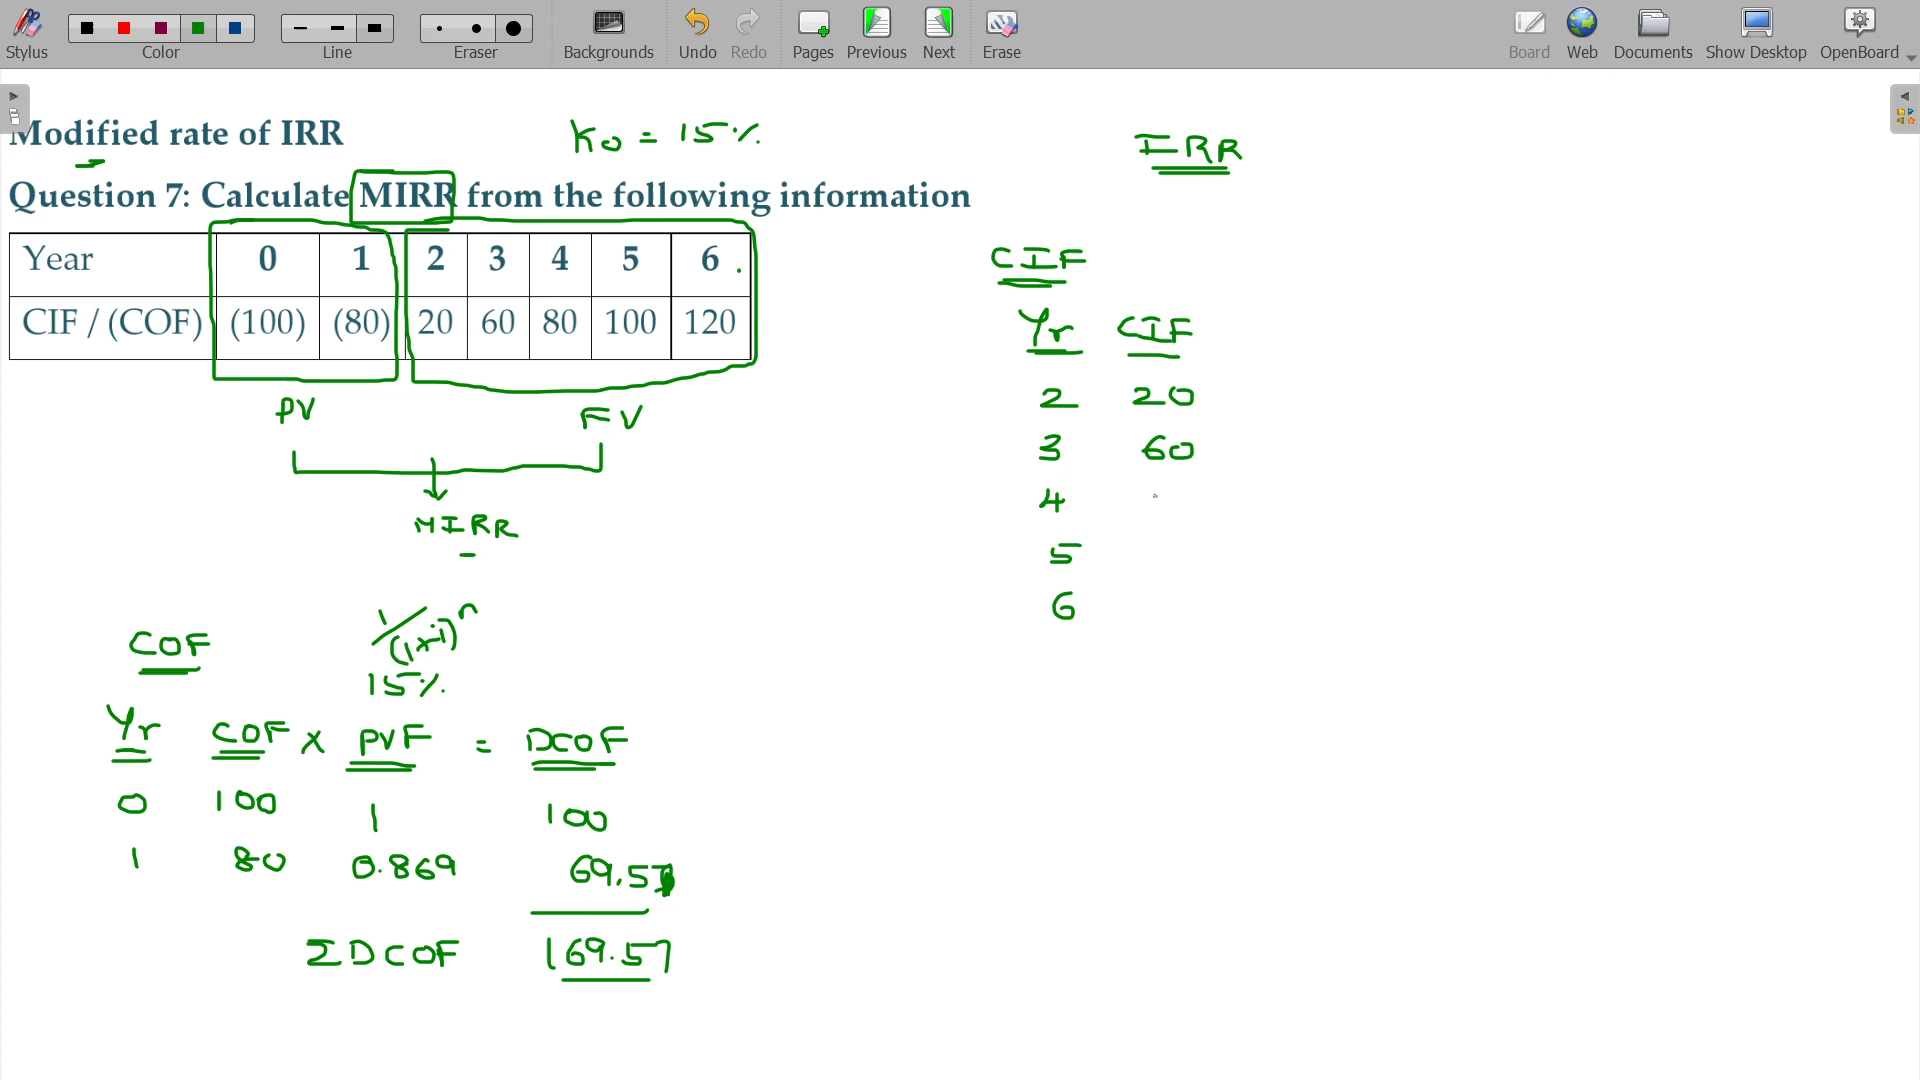 Stylus Color Line Eraser Backgrounds Undo Redo Pages Previous Next Erase Board Web Documents Show Desktop OpenBoard
Modified rate of IRR
Ko = 15%
IRR
Question 7: Calculate MIRR from the following information
Year 0 1 2 3 4 5 6
CIF / (COF) (100) (80) 20 60 80 100 120
PV FV
MIRR
COF
1/(1+i)^n
15%
Yr COF x PVF = DCOF
0 100 1 100
1 80 0.869 69.57
ΣDCOF 169.57
CIF
Yr CIF
2 20
3 60
4
5
6